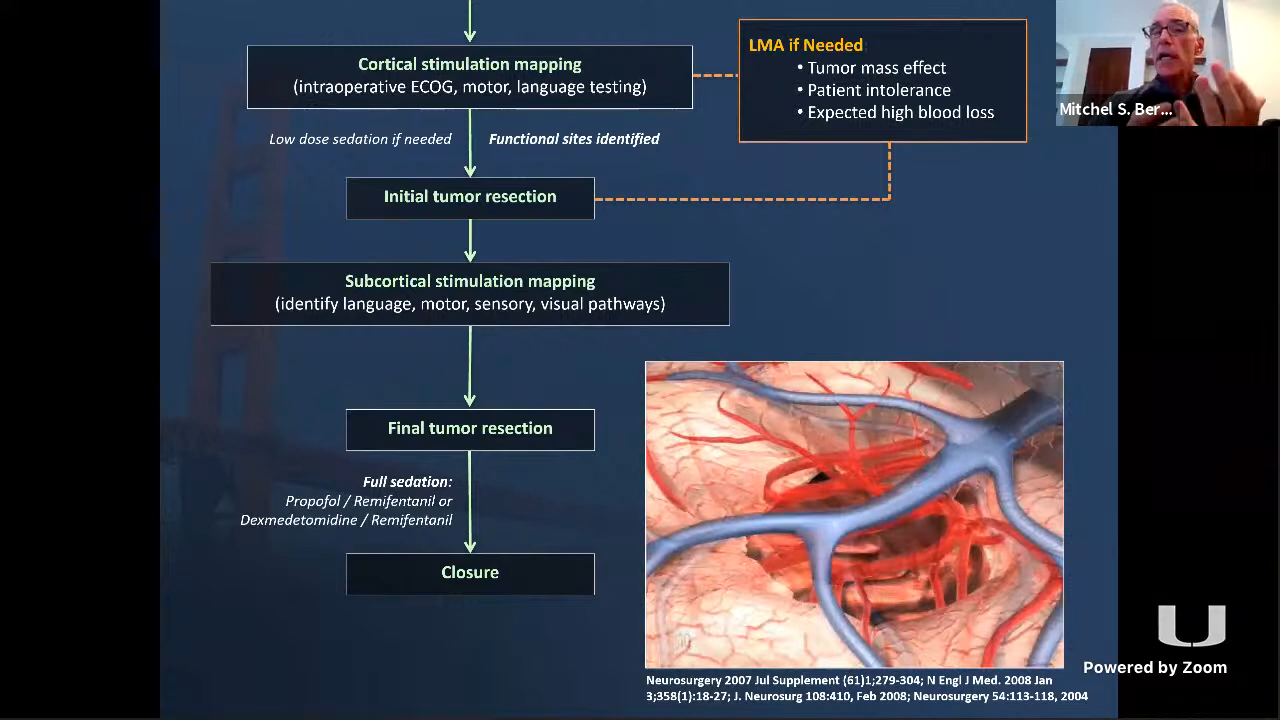 Cortical stimulation mapping
(intraoperative ECOG, motor, language testing)
LMA if Needed
• Tumor mass effect
• Patient intolerance
• Expected high blood loss
Mitchel S. Ber...
Low dose sedation if needed
Functional sites identified
Initial tumor resection
Subcortical stimulation mapping
(identify language, motor, sensory, visual pathways)
Final tumor resection
Full sedation:
Propofol / Remifentanil or
Dexmedetomidine / Remifentanil
Closure
U
Powered by Zoom
Neurosurgery 2007 Jul Supplement (61)1;279-304; N Engl J Med. 2008 Jan
3;358(1):18-27; J. Neurosurg 108:410, Feb 2008; Neurosurgery 54:113-118, 2004